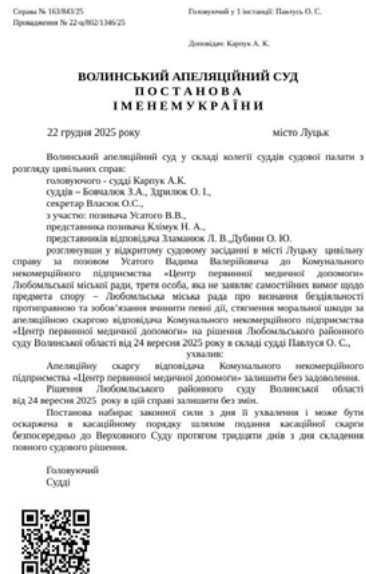 Справа № 163/843/25 Головуючий у 1 інстанції: Павлусь О. С.
Провадження № 22-ц/802/1346/25
Доповідач: Карпук А. К.
ВОЛИНСЬКИЙ АПЕЛЯЦІЙНИЙ СУД
П О С Т А Н О В А
І М Е Н Е М У К Р А Ї Н И
22 грудня 2025 року місто Луцьк
Волинський апеляційний суд у складі колегії суддів судової палати з
розгляду цивільних справ:
головуючого - судді Карпук А.К.
суддів – Бовчалюк З.А., Здрилюк О. І.,
секретар Власюк О.С.,
з участю: позивача Усатого В.В.,
представника позивача Клімук Н. А.,
представників відповідача Зламанюк Л. В.,Дубини О. Ю.
розглянувши у відкритому судовому засіданні в місті Луцьку цивільну
справу за позовом Усатого Вадима Валерійовича до Комунального
некомерційного підприємства «Центр первинної медичної допомоги»
Любомльської міської ради, третя особа, яка не заявляє самостійних вимог щодо
предмета спору – Любомльська міська рада про визнання бездіяльності
протиправною та зобов'язання вчинити певні дії, стягнення моральної шкоди за
апеляційною скаргою відповідача Комунального некомерційного підприємства
«Центр первинної медичної допомоги» на рішення Любомльського районного
суду Волинської області від 24 вересня 2025 року в складі судді Павлуся О. С.,
ухвалив:
Апеляційну скаргу відповідача Комунального некомерційного
підприємства «Центр первинної медичної допомоги» залишити без задоволення.
Рішення Любомльського районного суду Волинської області
від 24 вересня 2025 року в цій справі залишити без змін.
Постанова набирає законної сили з дня її ухвалення і може бути
оскаржена в касаційному порядку шляхом подання касаційної скарги
безпосередньо до Верховного Суду протягом тридцяти днів з дня складення
повного судового рішення.
Головуючий
Судді